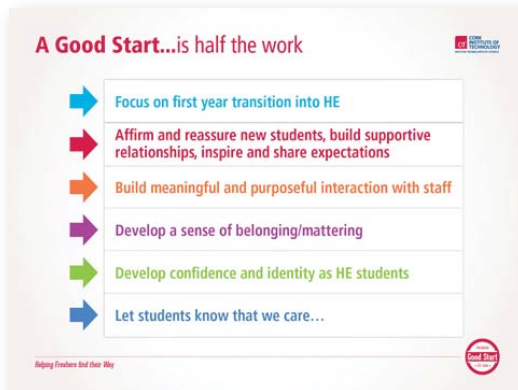 A Good Start...is half the work
CIT
CORK
INSTITUTE OF
TECHNOLOGY
Focus on first year transition into HE
Affirm and reassure new students, build supportive
relationships, inspire and share expectations
Build meaningful and purposeful interaction with staff
Develop a sense of belonging/mattering
Develop confidence and identity as HE students
Let students know that we care...
Helping Freshers find their Way
Good Start